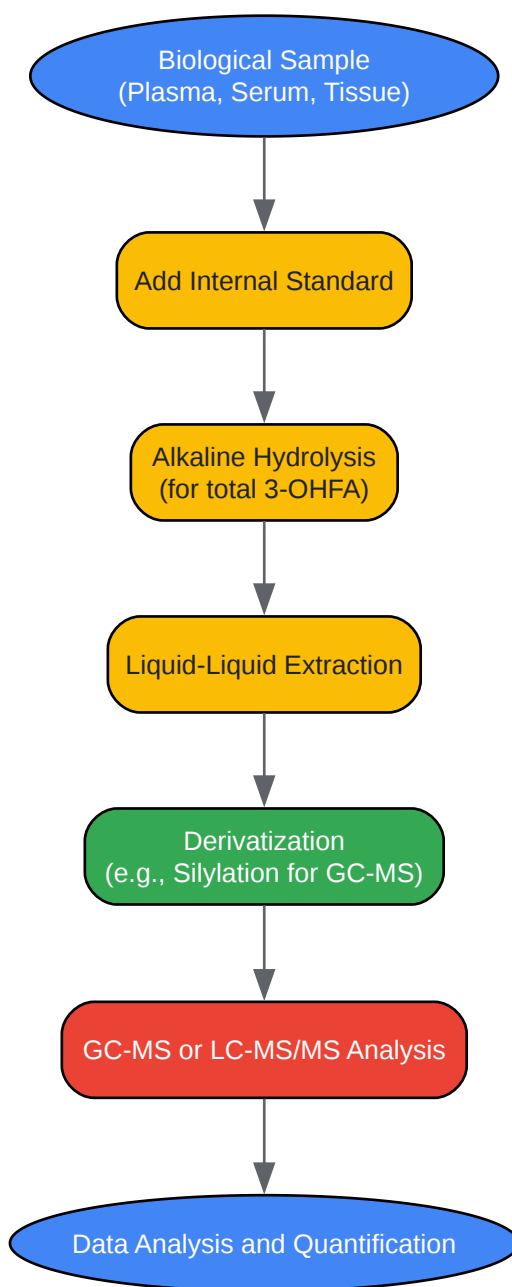 Biological Sample
(Plasma, Serum, Tissue)
Add Internal Standard
Alkaline Hydrolysis
(for total 3-OHFA)
Liquid-Liquid Extraction
Derivatization
(e.g., Silylation for GC-MS)
GC-MS or LC-MS/MS Analysis
Data Analysis and Quantification